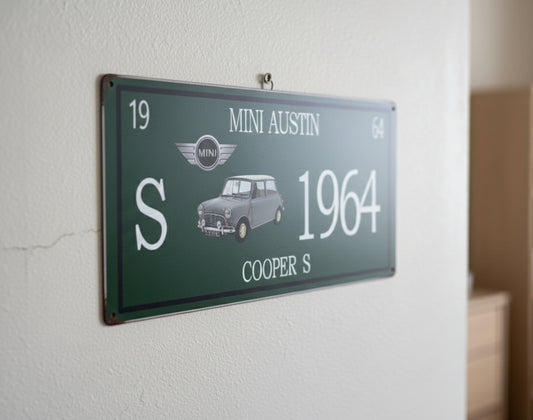 19
MINI AUSTIN
64
MINI
S
1964
COOPER S